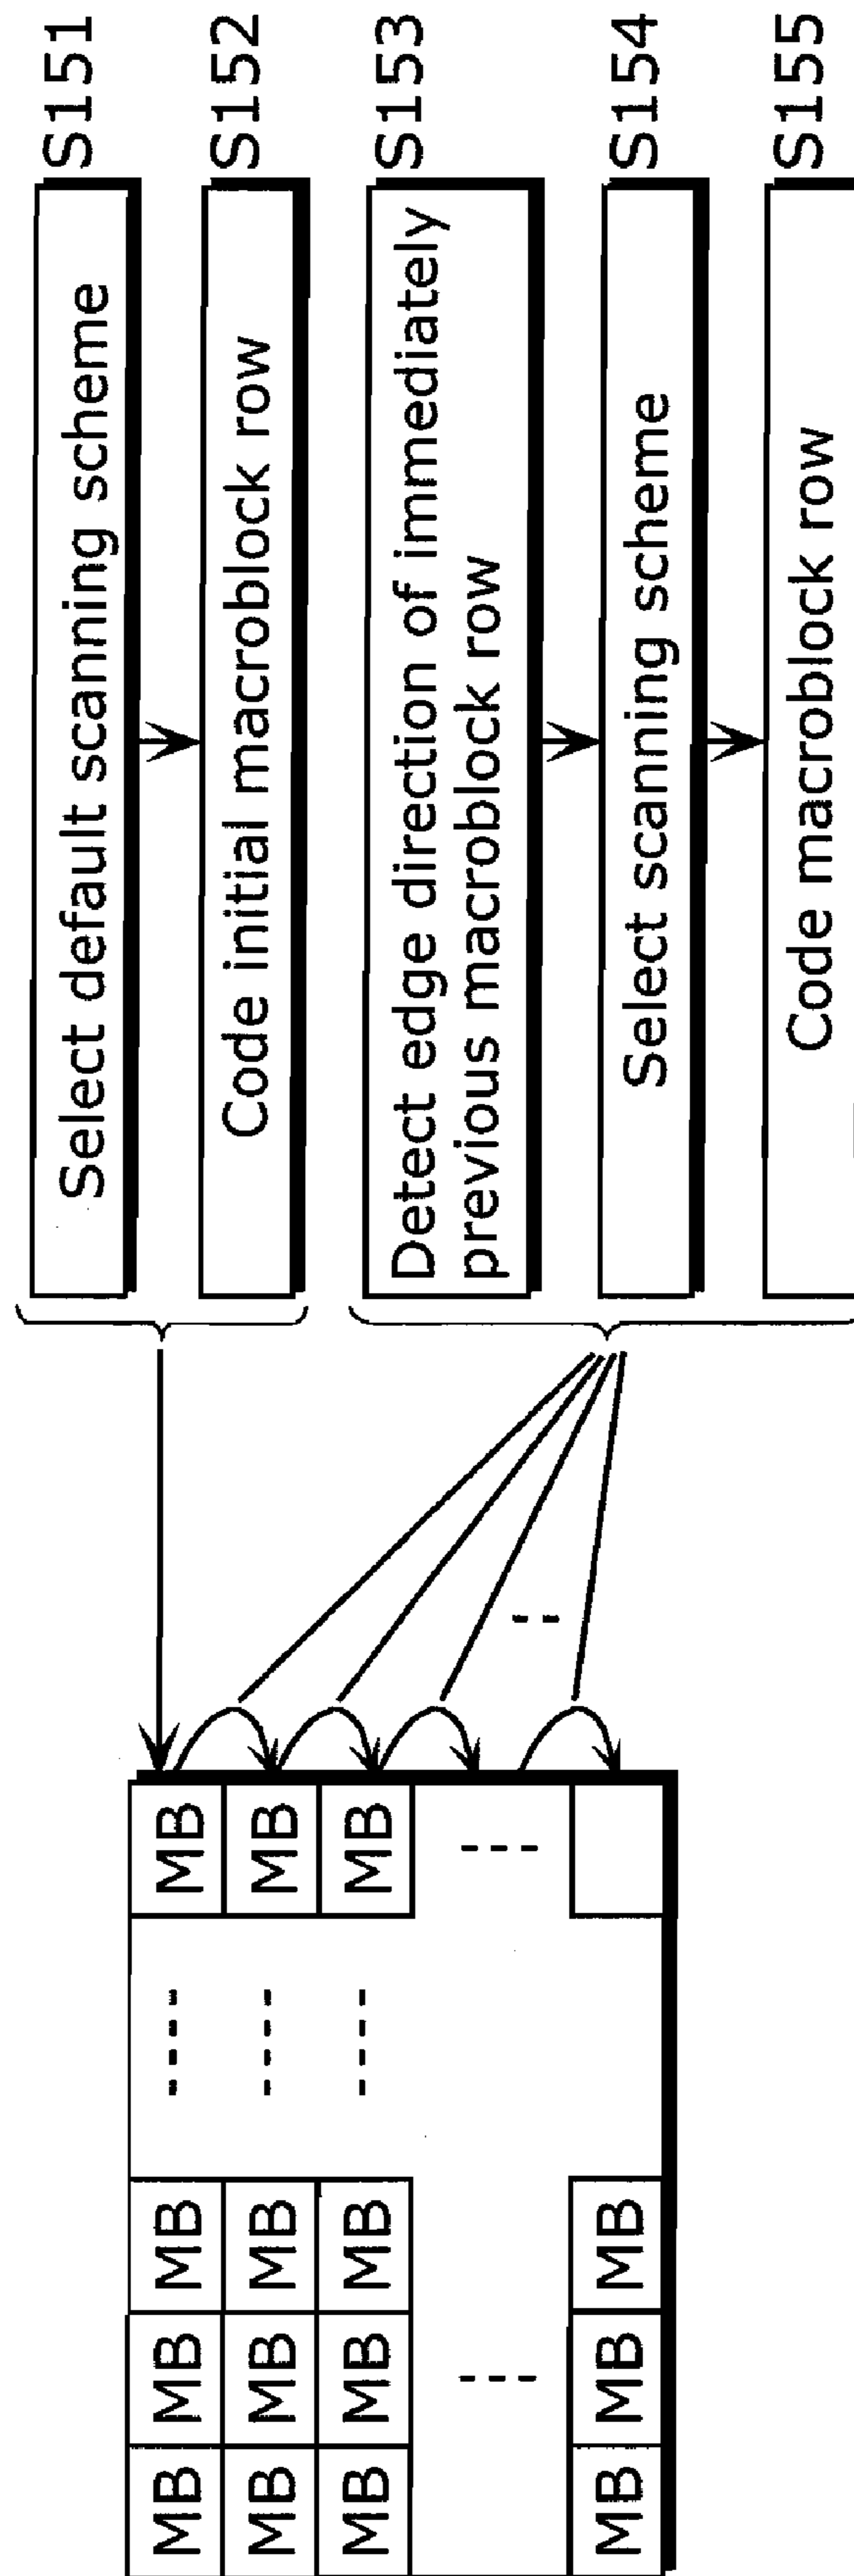 MB MB MB ---- MB
MB MB MB ---- MB
MB MB MB ---- MB
--- ---
MB MB
Select default scanning scheme S151
Code initial macroblock row S152
Detect edge direction of immediately
previous macroblock row S153
Select scanning scheme S154
Code macroblock row S155